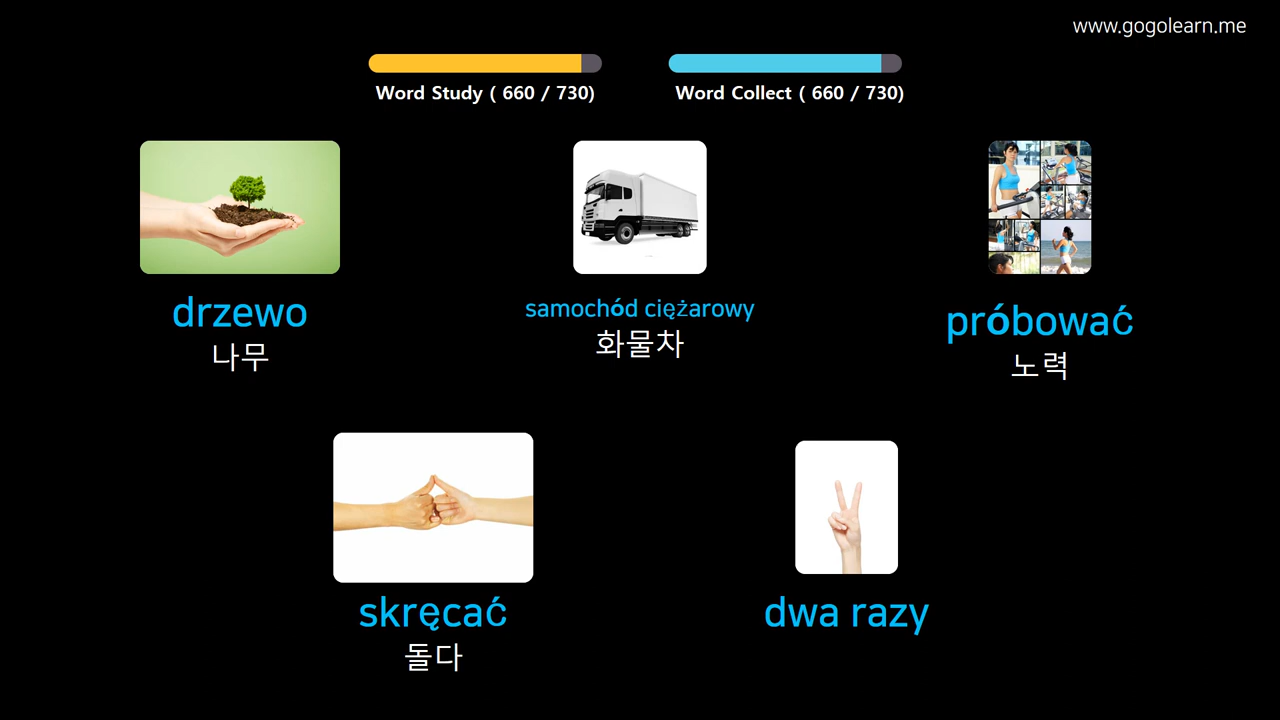 www.gogolearn.me
Word Study ( 660 / 730)
Word Collect ( 660 / 730)
drzewo
나무
samochód ciężarowy
화물차
próbować
노력
skręcać
돌다
dwa razy